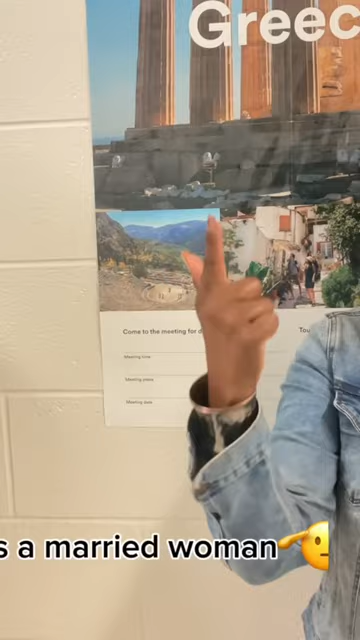 Greec
Come to the meeting for d
Tou
Meeting time:
Meeting place:
Meeting date:
s a married woman